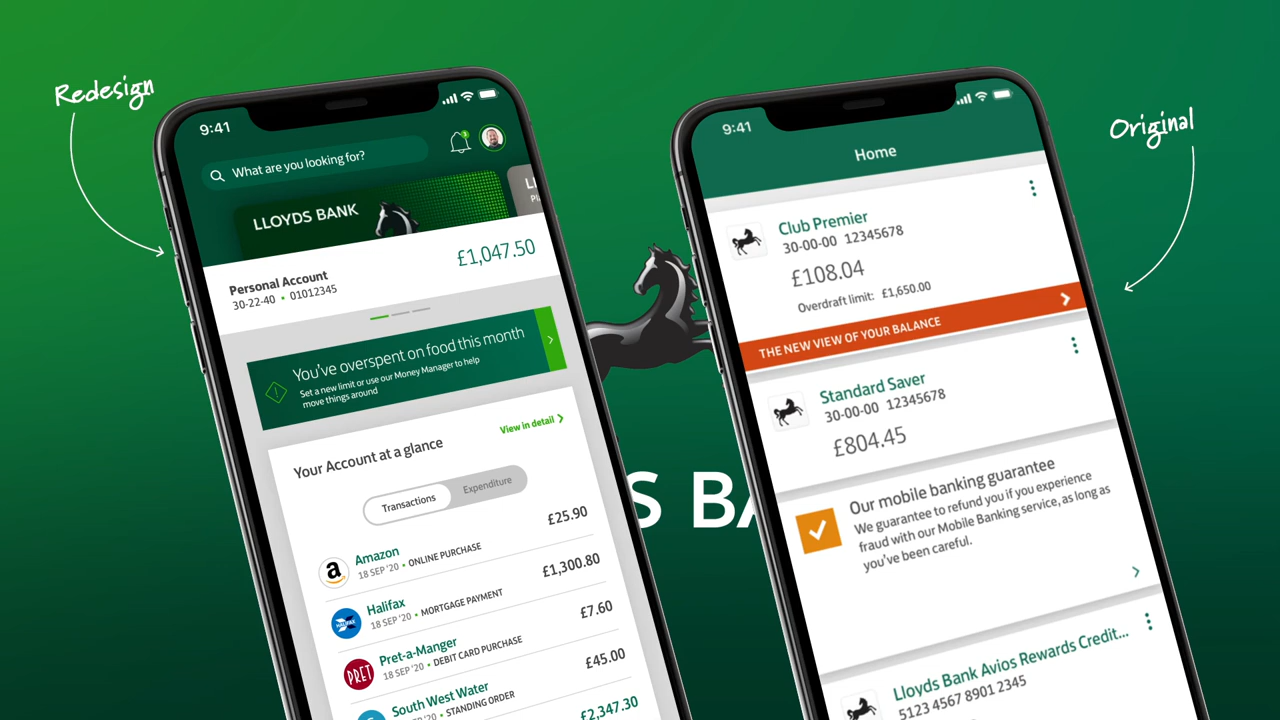 Redesign
9:41
What are you looking for?
3
LLOYDS BANK
Personal Account
30-22-40 • 01012345
£1,047.50
You've overspent on food this month
Set a new limit or use our Money Manager to help
move things around
Your Account at a glance
View in detail
Transactions
Expenditure
Amazon
18 SEP '20 • ONLINE PURCHASE
£25.90
Halifax
18 SEP '20 • MORTGAGE PAYMENT
£1,300.80
HALIFAX
Pret-a-Manger
18 SEP '20 • DEBIT CARD PURCHASE
£7.60
PRET
South West Water
SEP '20 • STANDING ORDER
£45.00
£2,347.30
S BA
Original
9:41
Home
Club Premier
30-00-00 12345678
£108.04
Overdraft limit: £1,650.00
THE NEW VIEW OF YOUR BALANCE
Standard Saver
30-00-00 12345678
£804.45
Our mobile banking guarantee
We guarantee to refund you if you experience
fraud with our Mobile Banking service, as long as
you've been careful.
Lloyds Bank Avios Rewards Credit...
5123 4567 8901 2345